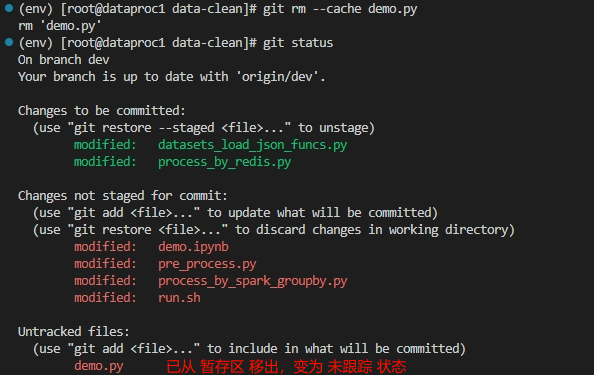 (env) [root@dataproc1 data-clean]# git rm --cache demo.py
rm 'demo.py'
(env) [root@dataproc1 data-clean]# git status
On branch dev
Your branch is up to date with 'origin/dev'.
Changes to be committed:
(use "git restore --staged <file>..." to unstage)
modified: datasets_load_json_funcs.py
modified: process_by_redis.py
Changes not staged for commit:
(use "git add <file>..." to update what will be committed)
(use "git restore <file>..." to discard changes in working directory)
modified: demo.ipynb
modified: pre_process.py
modified: process_by_spark_groupby.py
modified: run.sh
Untracked files:
(use "git add <file>..." to include in what will be committed)
demo.py 已从 暂存区 移出，变为 未跟踪 状态